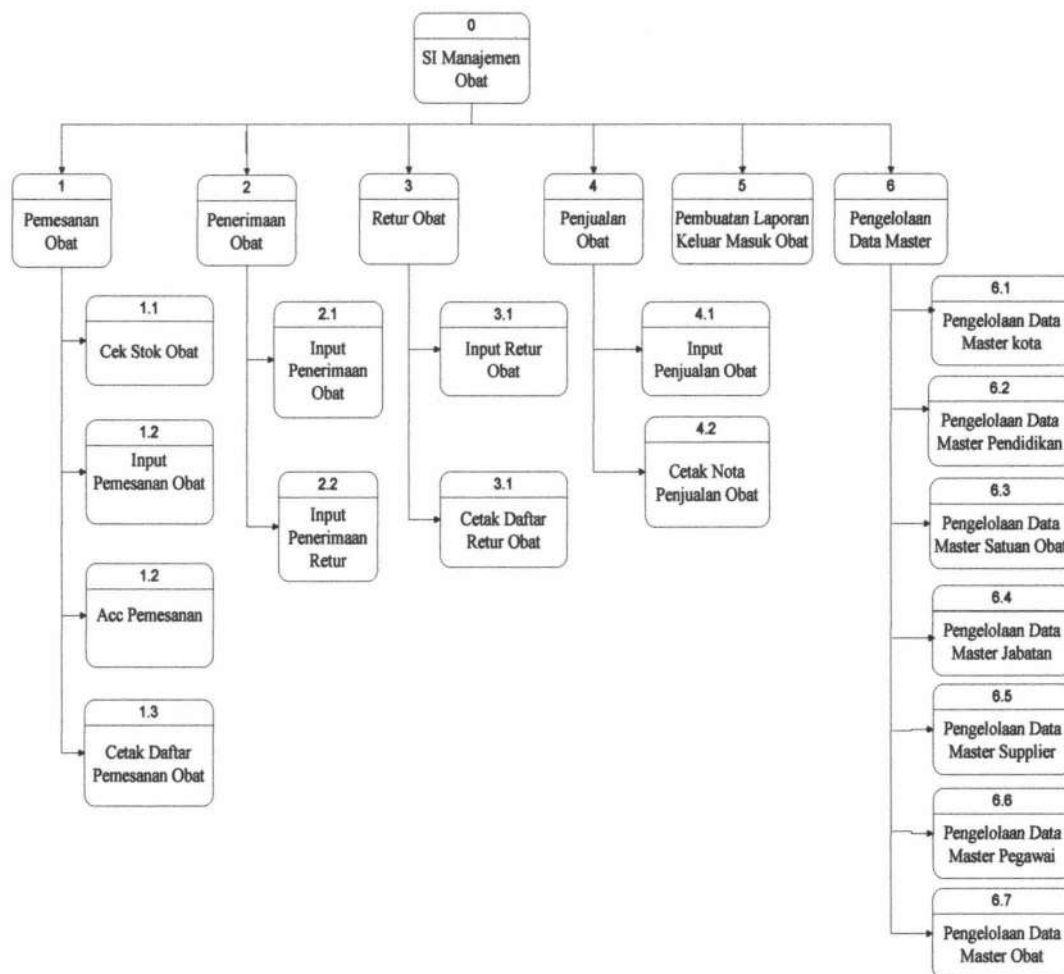 0
SI Manajemen
Obat
1
Pemesanan
Obat
2
Penerimaan
Obat
3
Retur Obat
4
Penjualan
Obat
5
Pembuatan Laporan
Keluar Masuk Obat
6
Pengelolaan
Data Master
1.1
Cek Stok Obat
1.2
Input
Pemesanan Obat
1.2
Acc Pemesanan
1.3
Cetak Daftar
Pemesanan Obat
2.1
Input
Penerimaan
Obat
2.2
Input
Penerimaan
Retur
3.1
Input Retur
Obat
3.1
Cetak Daftar
Retur Obat
4.1
Input
Penjualan Obat
4.2
Cetak Nota
Penjualan Obat
6.1
Pengelolaan Data
Master kota
6.2
Pengelolaan Data
Master Pendidikan
6.3
Pengelolaan Data
Master Satuan Obat
6.4
Pengelolaan Data
Master Jabatan
6.5
Pengelolaan Data
Master Supplier
6.6
Pengelolaan Data
Master Pegawai
6.7
Pengelolaan Data
Master Obat